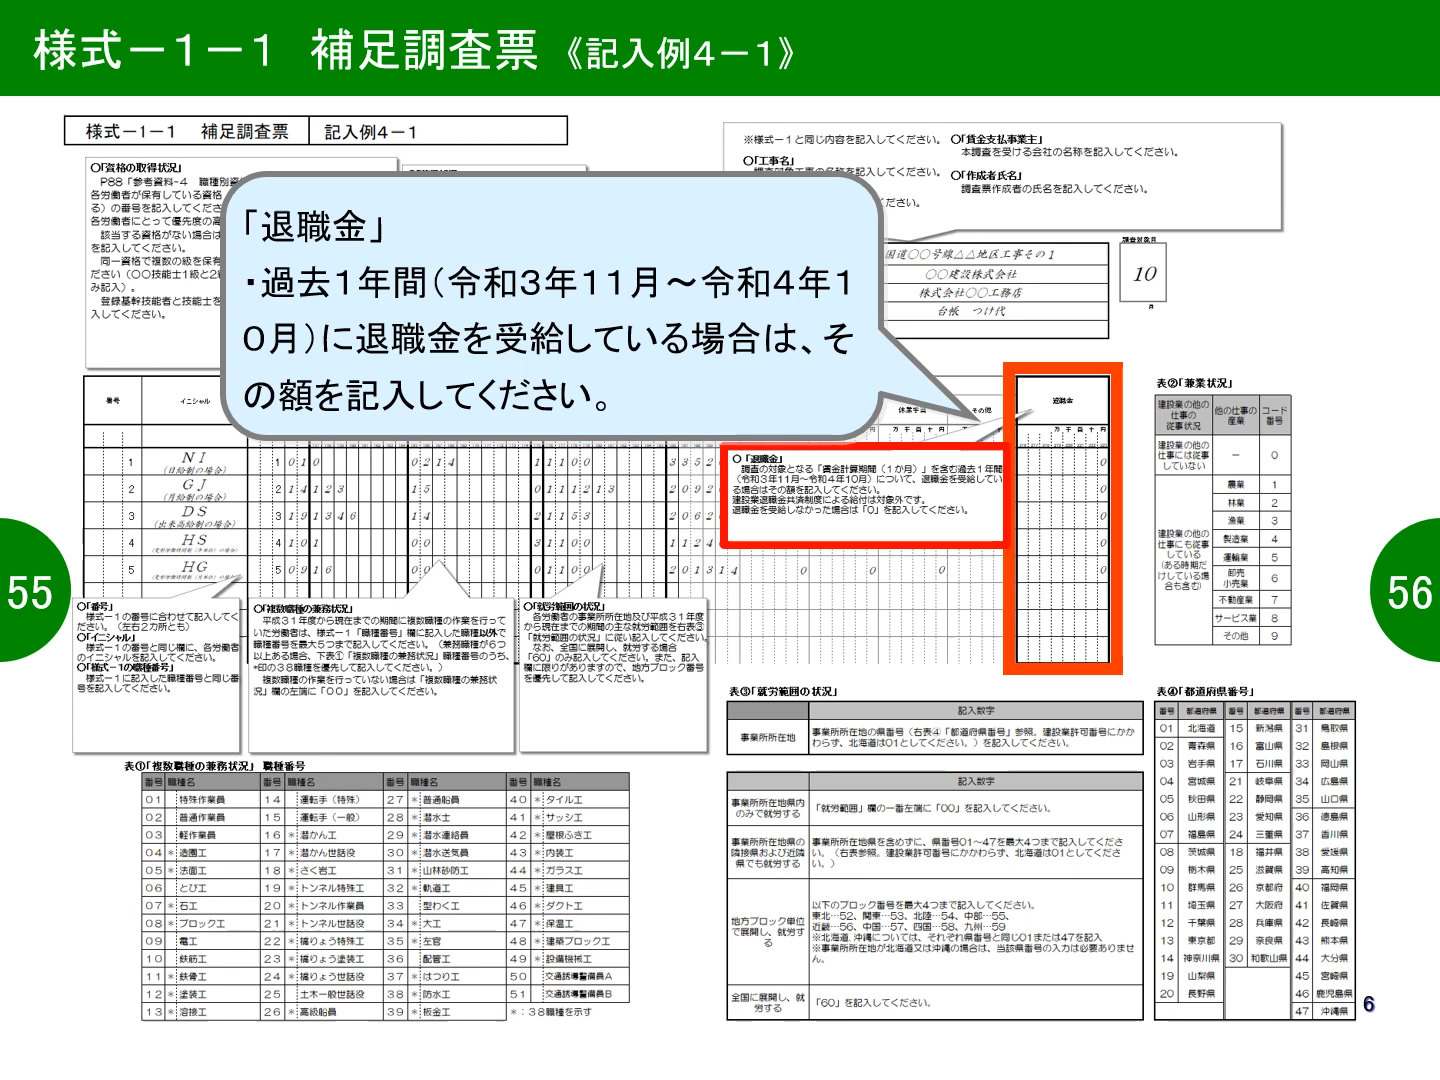 様式－１－１　補足調査票 《記入例４－１》
様式－1－1　補足調査票　記入例４－１
○「資格の取得状況」
P88「参考資料-4　職種別資
各労働者が保有している資格
る）の番号を記入してくださ
各労働者にとって優先度の高
該当する資格がない場合は
を記入してください。
同一資格で複数の級を保有
ださい（○○技能士1級と2級
み記入）。
登録基幹技能者と技能士を
入してください。
「退職金」
・過去１年間（令和３年１１月～令和４年１
０月）に退職金を受給している場合は、そ
の額を記入してください。
※様式－１と同じ内容を記入してください。
○「工事名」
○「賃金支払事業主」
本調査を受ける会社の名称を記入してください。
○「作成者氏名」
調査票作成者の氏名を記入してください。
国道○○号線△△地区工事その１
○○建設株式会社
株式会社○○工務店
台帳　つけ代
調査対象月
10
月
番号　イニシャル　休業手当　その他　退職金
1　N I　（日給制の場合）
2　G J　（月給制の場合）
3　D S　（出来高給制の場合）
4　H S
5　H G
○「退職金」
調査の対象となる「賃金計算期間（１か月）」を含む過去１年間
（令和３年11月～令和４年10月）について、退職金を受給してい
る場合はその額を記入してください。
建設業退職金共済制度による給付は対象外です。
退職金を受給しなかった場合は「0」を記入してください。
表②「兼業状況」
建設業の他の仕事の従事状況　他の仕事の産業　コード番号
建設業の他の仕事には従事していない　－　0
建設業の他の仕事にも従事している（ある時期だけしている場合も含む）
農業　1
林業　2
漁業　3
製造業　4
運輸業　5
卸売小売業　6
不動産業　7
サービス業　8
その他　9
55
56
○「番号」
様式－１の番号に合わせて記入してく
ださい。（左右２カ所とも）
○「イニシャル」
様式－１の番号と同じ欄に、各労働者
のイニシャルを記入してください。
○「様式－1の職種番号」
様式－１に記入した職種番号と同じ番
号を記入してください。
○「複数職種の兼務状況」
平成３１年度から現在までの期間に複数職種の作業を行って
いた労働者は、様式－１「職種番号」欄に記入した職種以外で
職種番号を最大５つまで記入してください。（兼務職種が６つ
以上ある場合、下表①「複数職種の兼務状況」職種番号のうち、
*印の３８職種を優先して記入してください。）
複数職種の作業を行っていない場合は「複数職種の兼務状
況」欄の左端に「００」を記入してください。
○「就労範囲の状況」
各労働者の事業所所在地及び平成３１年度
から現在までの期間の主な就労範囲を右表③
「就労範囲の状況」に従い記入してください。
なお、全国に展開し、就労する場合
「60」のみ記入してください。また、記入
欄に限りがありますので、地方ブロック番号
を優先して記入してください。
表③「就労範囲の状況」
記入数字
事業所所在地　事業所所在地の県番号（右表④「都道府県番号」参照。建設業許可番号にかかわらず、北海道は01としてください。）を記入してください。
記入数字
事業所所在地県内のみで就労する　「就労範囲」欄の一番左端に「00」を記入してください。
事業所所在地県の隣接県および近隣県でも就労する　事業所所在地県を含めずに、県番号01～47を最大4つまで記入してください。（右表参照。建設業許可番号にかかわらず、北海道は01としてください。）
地方ブロック単位で展開し、就労する　以下のブロック番号を最大4つまで記入してください。
東北…52、関東…53、北陸…54、中部…55、
近畿…56、中国…57、四国…58、九州…59
※北海道、沖縄については、それぞれ県番号と同じ01または47を記入
※事業所所在地が北海道又は沖縄の場合は、当該県番号の入力は必要ありません。
全国に展開し、就労する　「60」を記入してください。
表④「都道府県番号」
番号　都道府県　番号　都道府県　番号　都道府県
01　北海道　15　新潟県　31　鳥取県
02　青森県　16　富山県　32　島根県
03　岩手県　17　石川県　33　岡山県
04　宮城県　21　岐阜県　34　広島県
05　秋田県　22　静岡県　35　山口県
06　山形県　23　愛知県　36　徳島県
07　福島県　24　三重県　37　香川県
08　茨城県　18　福井県　38　愛媛県
09　栃木県　25　滋賀県　39　高知県
10　群馬県　26　京都府　40　福岡県
11　埼玉県　27　大阪府　41　佐賀県
12　千葉県　28　兵庫県　42　長崎県
13　東京都　29　奈良県　43　熊本県
14　神奈川県　30　和歌山県　44　大分県
19　山梨県　45　宮崎県
20　長野県　46　鹿児島県
47　沖縄県
表①「複数職種の兼務状況」　職種番号
番号　職種名　番号　職種名　番号　職種名　番号　職種名
01　特殊作業員　14　運転手（特殊）　27　*　普通船員　40　*　タイル工
02　普通作業員　15　運転手（一般）　28　*　潜水士　41　*　サッシ工
03　軽作業員　16　*　潜かん工　29　*　潜水連絡員　42　*　屋根ふき工
04　*　造園工　17　*　潜かん世話役　30　*　潜水送気員　43　*　内装工
05　*　法面工　18　*　さく岩工　31　*　山林砂防工　44　*　ガラス工
06　とび工　19　*　トンネル特殊工　32　*　軌道工　45　*　建具工
07　*　石工　20　*　トンネル作業員　33　型わく工　46　*　ダクト工
08　*　ブロック工　21　*　トンネル世話役　34　*　大工　47　*　保温工
09　電工　22　*　橋りょう特殊工　35　*　左官　48　*　建築ブロック工
10　鉄筋工　23　*　橋りょう塗装工　36　配管工　49　*　設備機械工
11　*　鉄骨工　24　*　橋りょう世話役　37　*　はつり工　50　交通誘導警備員A
12　*　塗装工　25　土木一般世話役　38　*　防水工　51　交通誘導警備員B
13　*　溶接工　26　*　高級船員　39　*　板金工　*：３８職種を示す
6